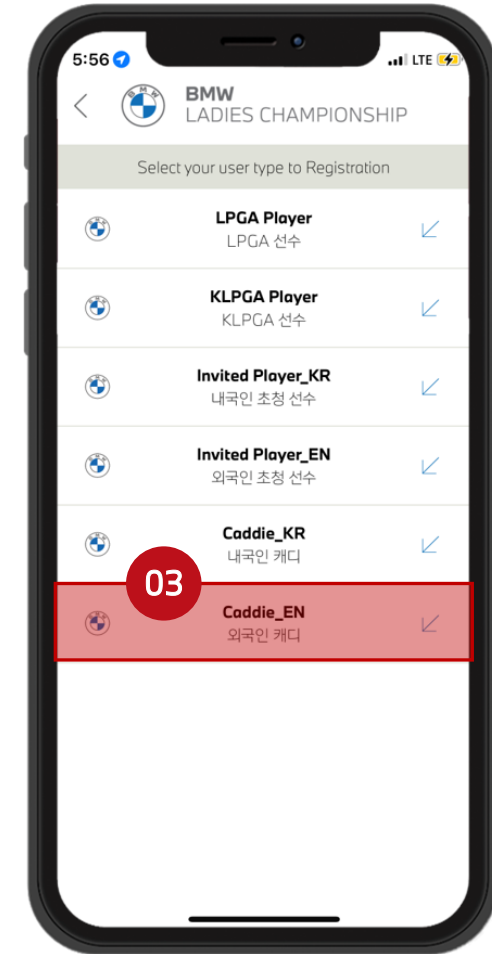 5:56
LTE
BMW
LADIES CHAMPIONSHIP
Select your user type to Registration
LPGA Player
LPGA 선수
KLPGA Player
KLPGA 선수
Invited Player_KR
내국인 초청 선수
Invited Player_EN
외국인 초청 선수
Caddie_KR
내국인 캐디
03
Caddie_EN
외국인 캐디